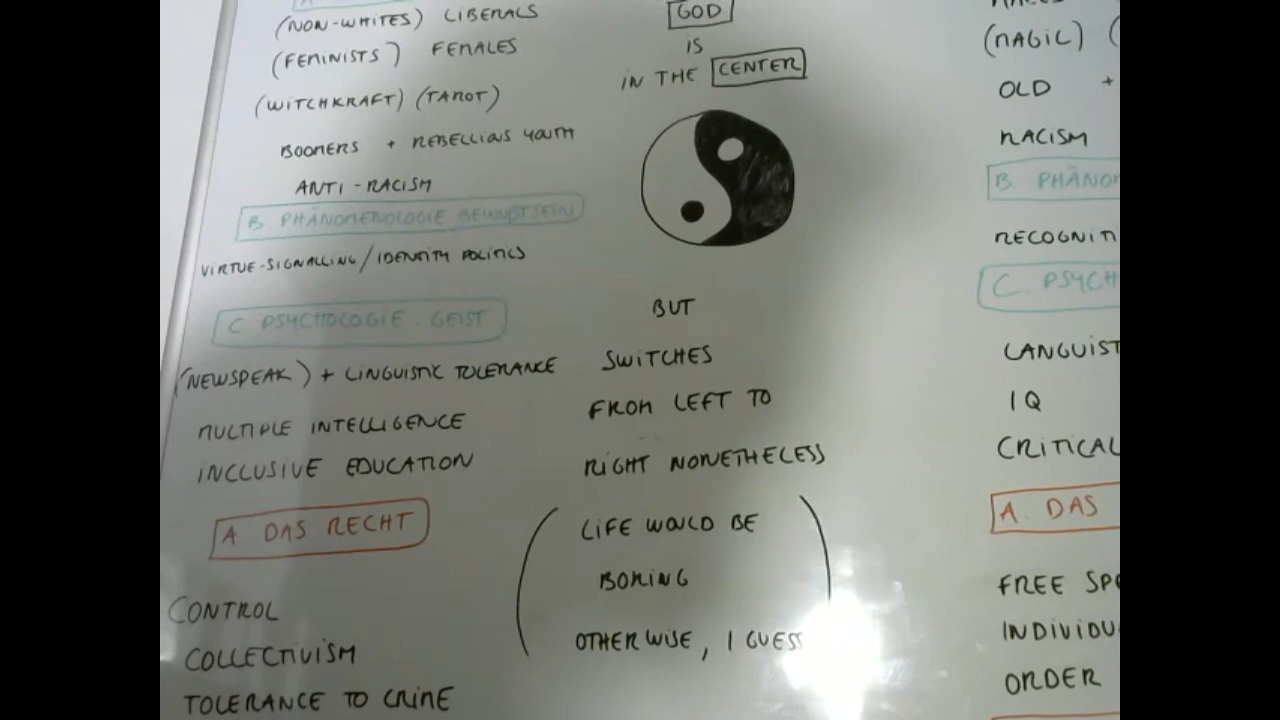 (NON-WHITES) LIBERALS
(FEMINISTS) FEMALES
(WITCHKRAFT) (TAROT)
BOOMERS + REBELLIOUS YOUTH
ANTI-RACISM
B PHÄNOMENOLOGIE BEWUßTSEIN
VIRTUE-SIGNALLING/IDENTITY POLITICS
C PSYCHOLOGIE GEIST
(NEWSPEAK) + LINGUISTIC TOLERANCE
MULTIPLE INTELLIGENCE
INCLUSIVE EDUCATION
A DAS RECHT
CONTROL
COLLECTIVISM
TOLERANCE TO CRIME
GOD
IS
IN THE CENTER
BUT
SWITCHES
FROM LEFT TO
RIGHT NONETHELESS
(LIFE WOULD BE
BORING
OTHERWISE, I GUESS)
(MAGIC) (
OLD +
RACISM
B PHÄNO
RECOGNITI
C PSYCH
LANGUIST
IQ
CRITICAL
A. DAS
FREE SPE
INDIVIDU
ORDER